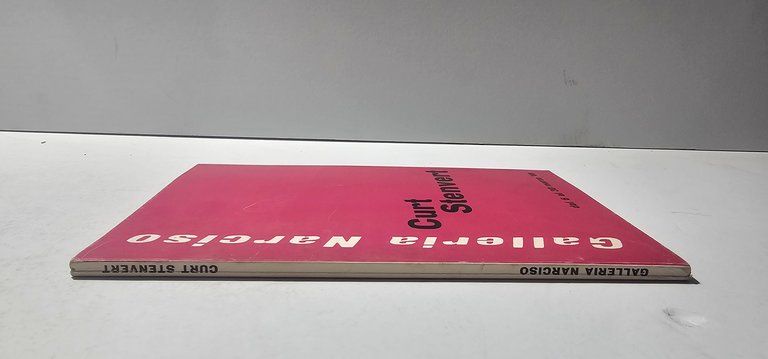 Galleria Narciso
Curt
Stenvert
GALLERIA NARCISO
CURT STENVERT